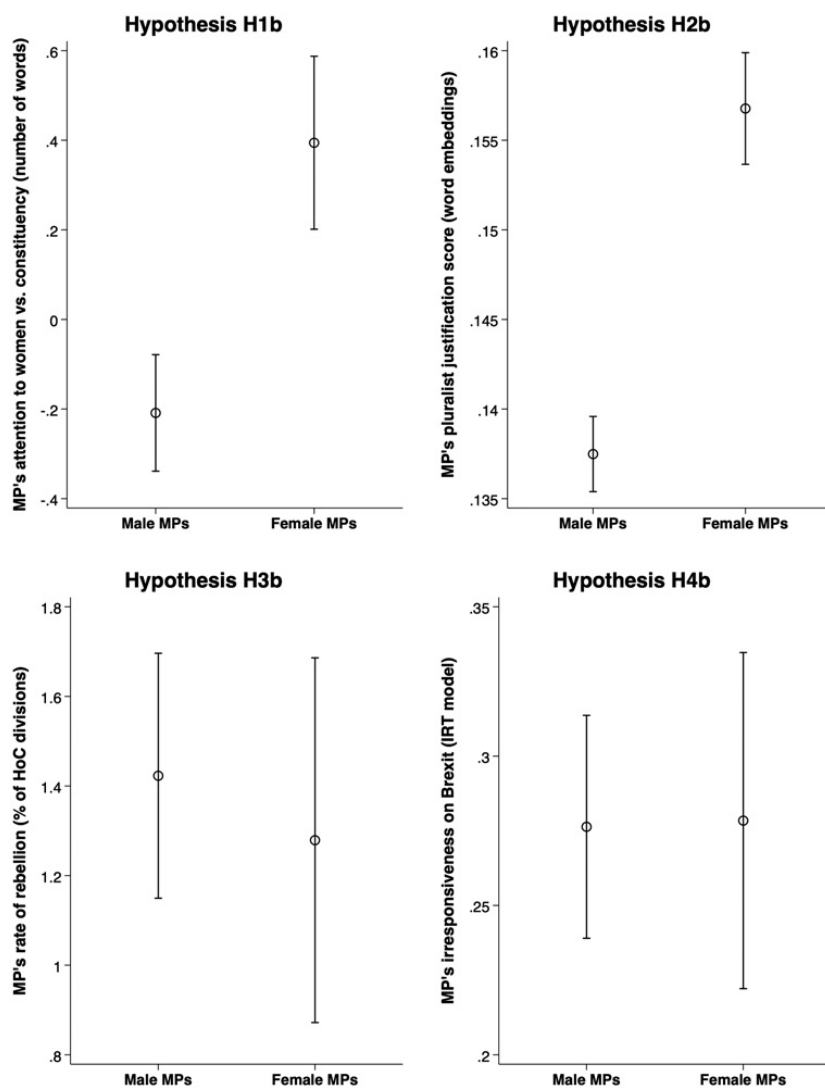 Hypothesis H1b
MP's attention to women vs. constituency (number of words)
.6
.4
.2
0
-.2
-.4
Male MPs
Female MPs
Hypothesis H2b
MP's pluralist justification score (word embeddings)
.16
.155
.15
.145
.14
.135
Male MPs
Female MPs
Hypothesis H3b
MP's rate of rebellion (% of HoC divisions)
1.8
1.6
1.4
1.2
1
.8
Male MPs
Female MPs
Hypothesis H4b
MP's irresponsiveness on Brexit (IRT model)
.35
.3
.25
.2
Male MPs
Female MPs